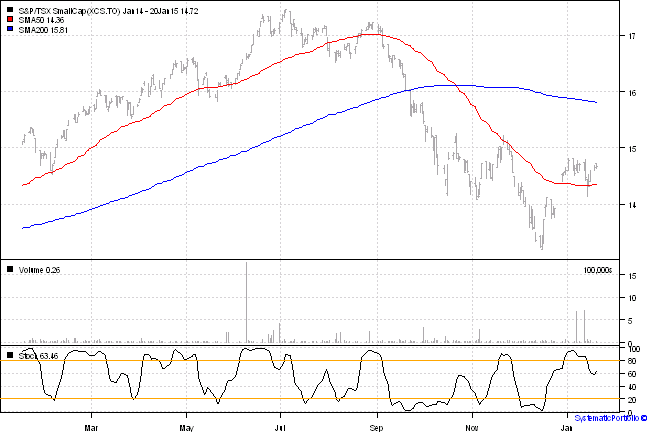 S&P/TSX SmallCap(XCS.TO) Jan14 - 20Jan15 14.72
SMA50 14.36
SMA200 15.81
17
16
15
14
Volume 0.26
100,000s
15
10
5
0
Stock 63.46
100
80
60
40
20
0
Mar May Jul Sep Nov Jan
SystematicPortfolio ©